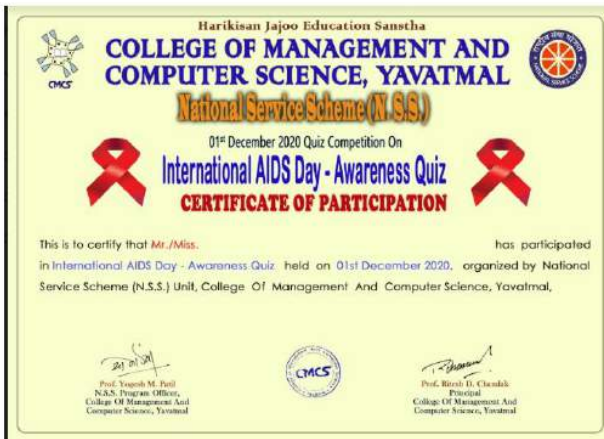 Harikisan Jajoo Education Sanstha
COLLEGE OF MANAGEMENT AND
COMPUTER SCIENCE, YAVATMAL
CMCS
National Service Scheme (N. S.S.)
01st December 2020 Quiz Competition On
International AIDS Day - Awareness Quiz
CERTIFICATE OF PARTICIPATION
This is to certify that Mr./Miss. has participated
in International AIDS Day - Awareness Quiz held on 01st December 2020, organized by National
Service Scheme (N.S.S.) Unit, College Of Management And Computer Science, Yavatmal,
Prof. Yogesh M. Patil
N.S.S. Program Officer,
College Of Management And
Computer Science, Yavatmal
CMCS
Prof. Ritesh D. Chandak
Principal
College Of Management And
Computer Science, Yavatmal